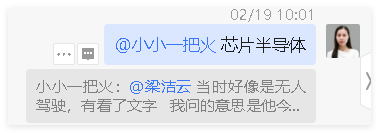 02/19 10:01
@小小一把火 芯片半导体
小小一把火：@梁洁云 当时好像是无人
驾驶，有看了文字 我问的意思是他今...